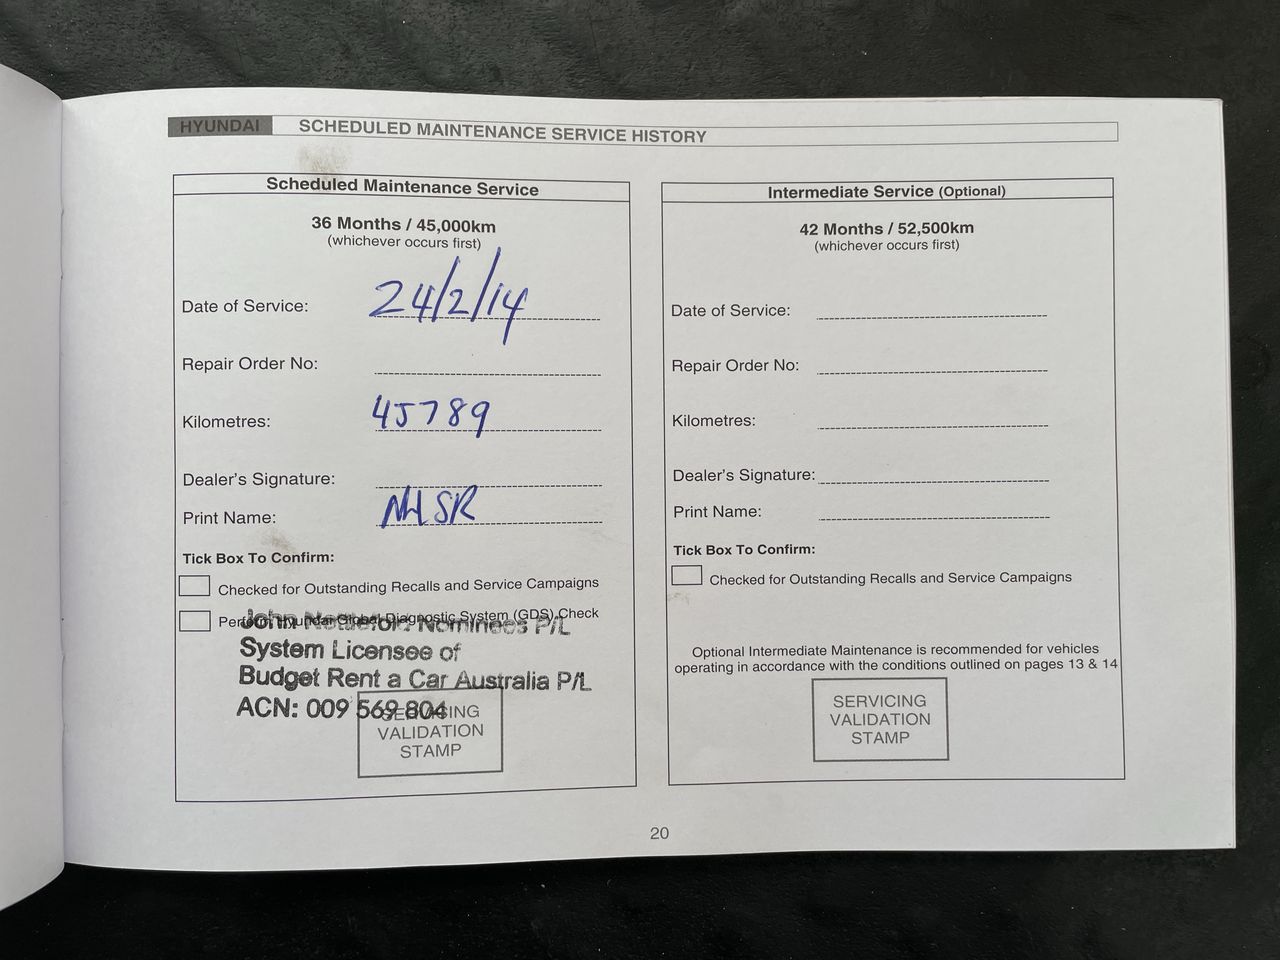 HYUNDAI SCHEDULED MAINTENANCE SERVICE HISTORY
Scheduled Maintenance Service
36 Months / 45,000km
(whichever occurs first)
Date of Service: 24/2/14
Repair Order No:
Kilometres: 45789
Dealer's Signature:
Print Name: NHSR
Tick Box To Confirm:
Checked for Outstanding Recalls and Service Campaigns
Perform Hyundai Global Diagnostic System (GDS) Check
John Nominees P/L
System Licensee of
Budget Rent a Car Australia P/L
ACN: 009 569 804
SERVICING
VALIDATION
STAMP
Intermediate Service (Optional)
42 Months / 52,500km
(whichever occurs first)
Date of Service:
Repair Order No:
Kilometres:
Dealer's Signature:
Print Name:
Tick Box To Confirm:
Checked for Outstanding Recalls and Service Campaigns
Optional Intermediate Maintenance is recommended for vehicles
operating in accordance with the conditions outlined on pages 13 & 14
SERVICING
VALIDATION
STAMP
20